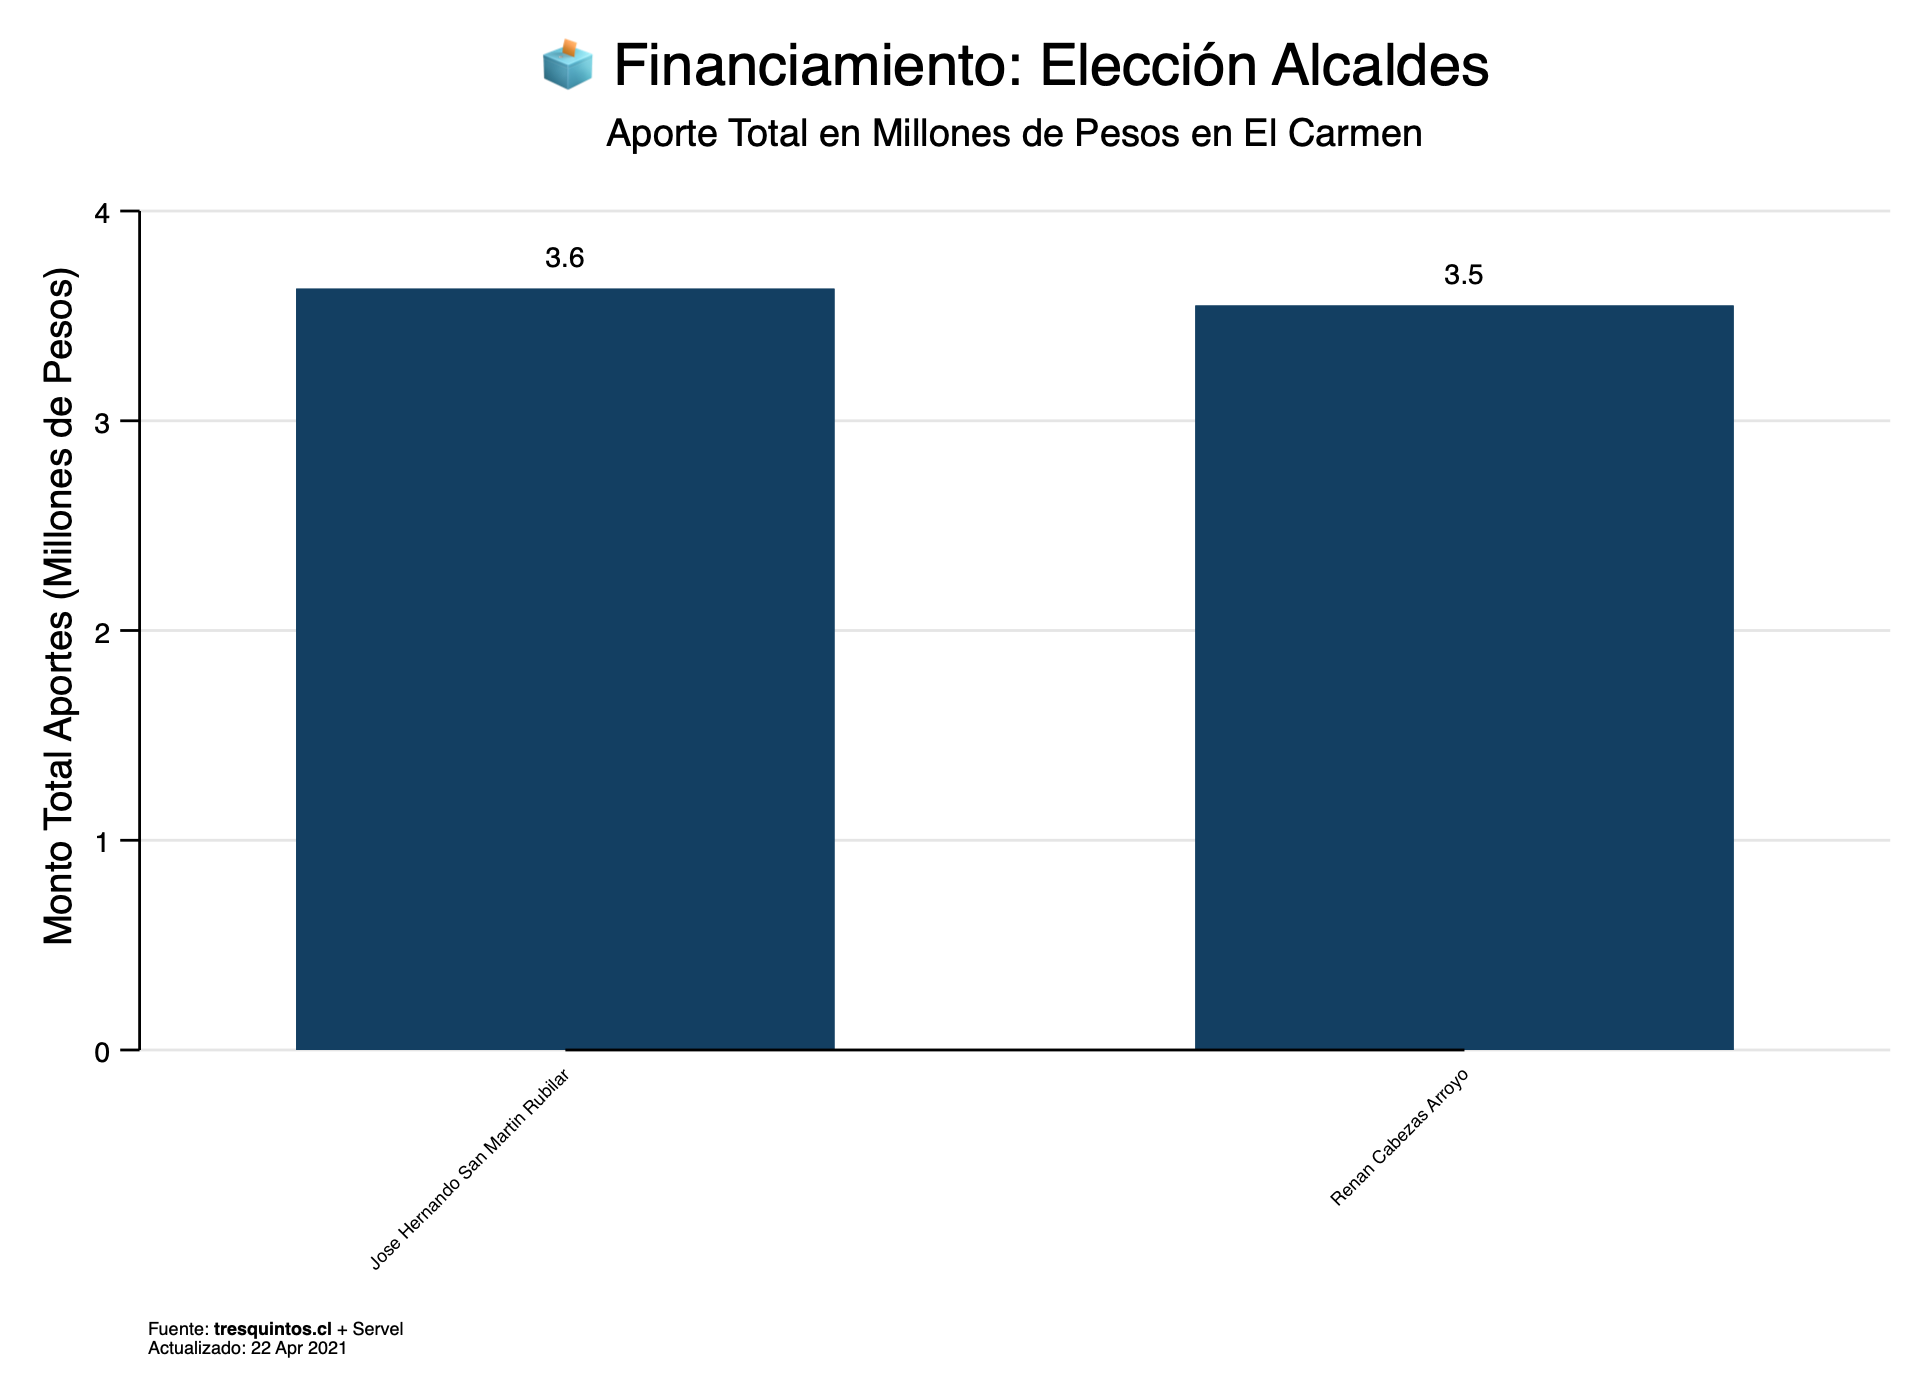 Financiamiento: Elección Alcaldes
Aporte Total en Millones de Pesos en El Carmen
Monto Total Aportes (Millones de Pesos)
4
3
2
1
0
3.6
3.5
Jose Hernando San Martin Rubilar
Renan Cabezas Arroyo
Fuente: tresquintos.cl + Servel
Actualizado: 22 Apr 2021